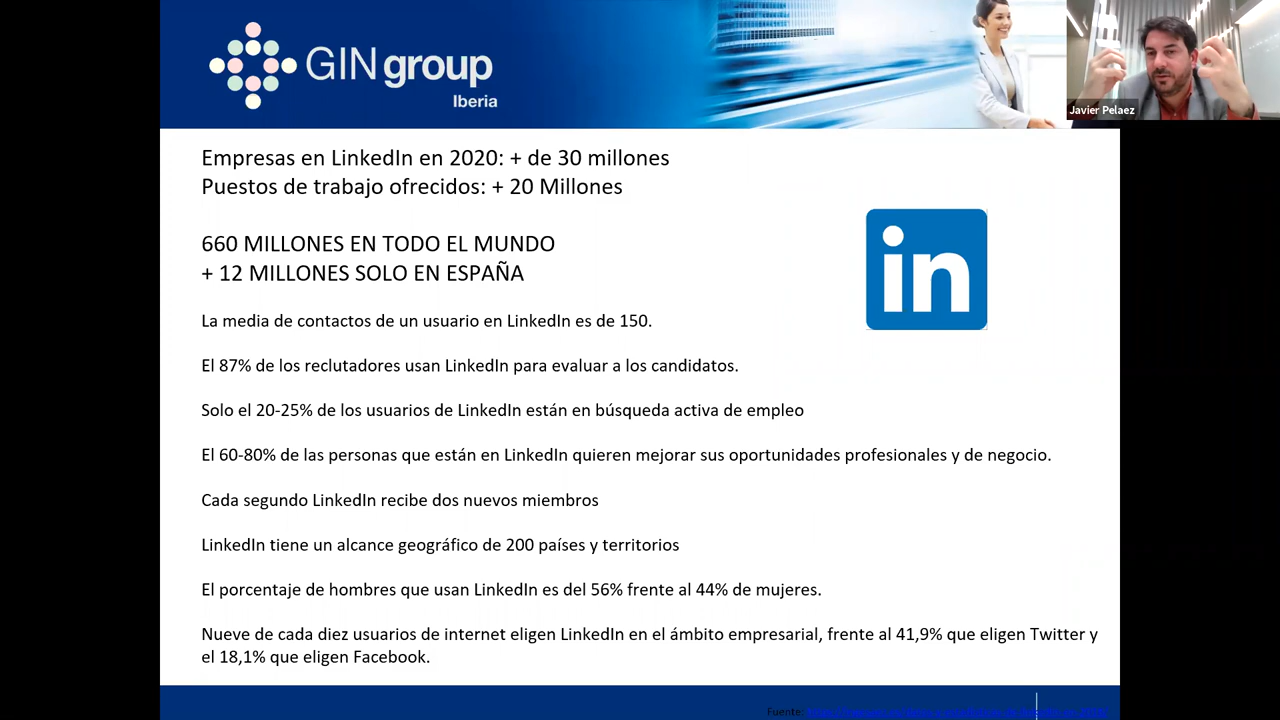 GINgroup
Iberia
Javier Pelaez
Empresas en LinkedIn en 2020: + de 30 millones
Puestos de trabajo ofrecidos: + 20 Millones
660 MILLONES EN TODO EL MUNDO
+ 12 MILLONES SOLO EN ESPAÑA
in
La media de contactos de un usuario en LinkedIn es de 150.
El 87% de los reclutadores usan LinkedIn para evaluar a los candidatos.
Solo el 20-25% de los usuarios de LinkedIn están en búsqueda activa de empleo
El 60-80% de las personas que están en LinkedIn quieren mejorar sus oportunidades profesionales y de negocio.
Cada segundo LinkedIn recibe dos nuevos miembros
LinkedIn tiene un alcance geográfico de 200 países y territorios
El porcentaje de hombres que usan LinkedIn es del 56% frente al 44% de mujeres.
Nueve de cada diez usuarios de internet eligen LinkedIn en el ámbito empresarial, frente al 41,9% que eligen Twitter y
el 18,1% que eligen Facebook.
Fuente: